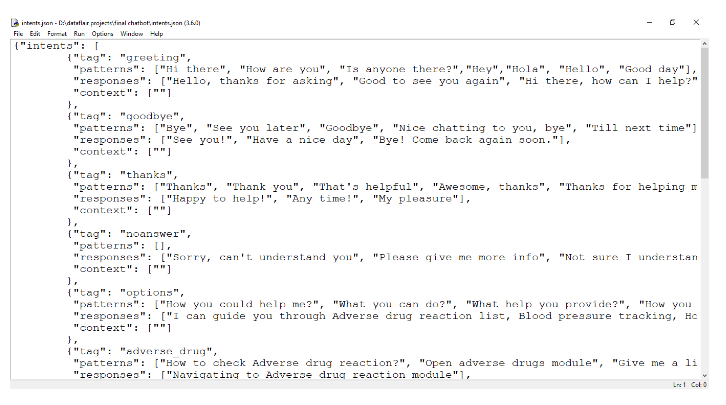 intents.json - D:\dataflair projects\final chatbot\intents.json (3.6.0)
File Edit Format Run Options Window Help
{"intents": [
{"tag": "greeting",
"patterns": ["Hi there", "How are you", "Is anyone there?","Hey","Hola", "Hello", "Good day"],
"responses": ["Hello, thanks for asking", "Good to see you again", "Hi there, how can I help?"
"context": [""]
},
{"tag": "goodbye",
"patterns": ["Bye", "See you later", "Goodbye", "Nice chatting to you, bye", "Till next time"]
"responses": ["See you!", "Have a nice day", "Bye! Come back again soon."],
"context": [""]
},
{"tag": "thanks",
"patterns": ["Thanks", "Thank you", "That's helpful", "Awesome, thanks", "Thanks for helping m
"responses": ["Happy to help!", "Any time!", "My pleasure"],
"context": [""]
},
{"tag": "noanswer",
"patterns": [],
"responses": ["Sorry, can't understand you", "Please give me more info", "Not sure I understan
"context": [""]
},
{"tag": "options",
"patterns": ["How you could help me?", "What you can do?", "What help you provide?", "How you
"responses": ["I can guide you through Adverse drug reaction list, Blood pressure tracking, Ho
"context": [""]
},
{"tag": "adverse_drug",
"patterns": ["How to check Adverse drug reaction?", "Open adverse drugs module", "Give me a li
"responses": ["Navigating to Adverse drug reaction module"],
Ln: 1 Col: 0